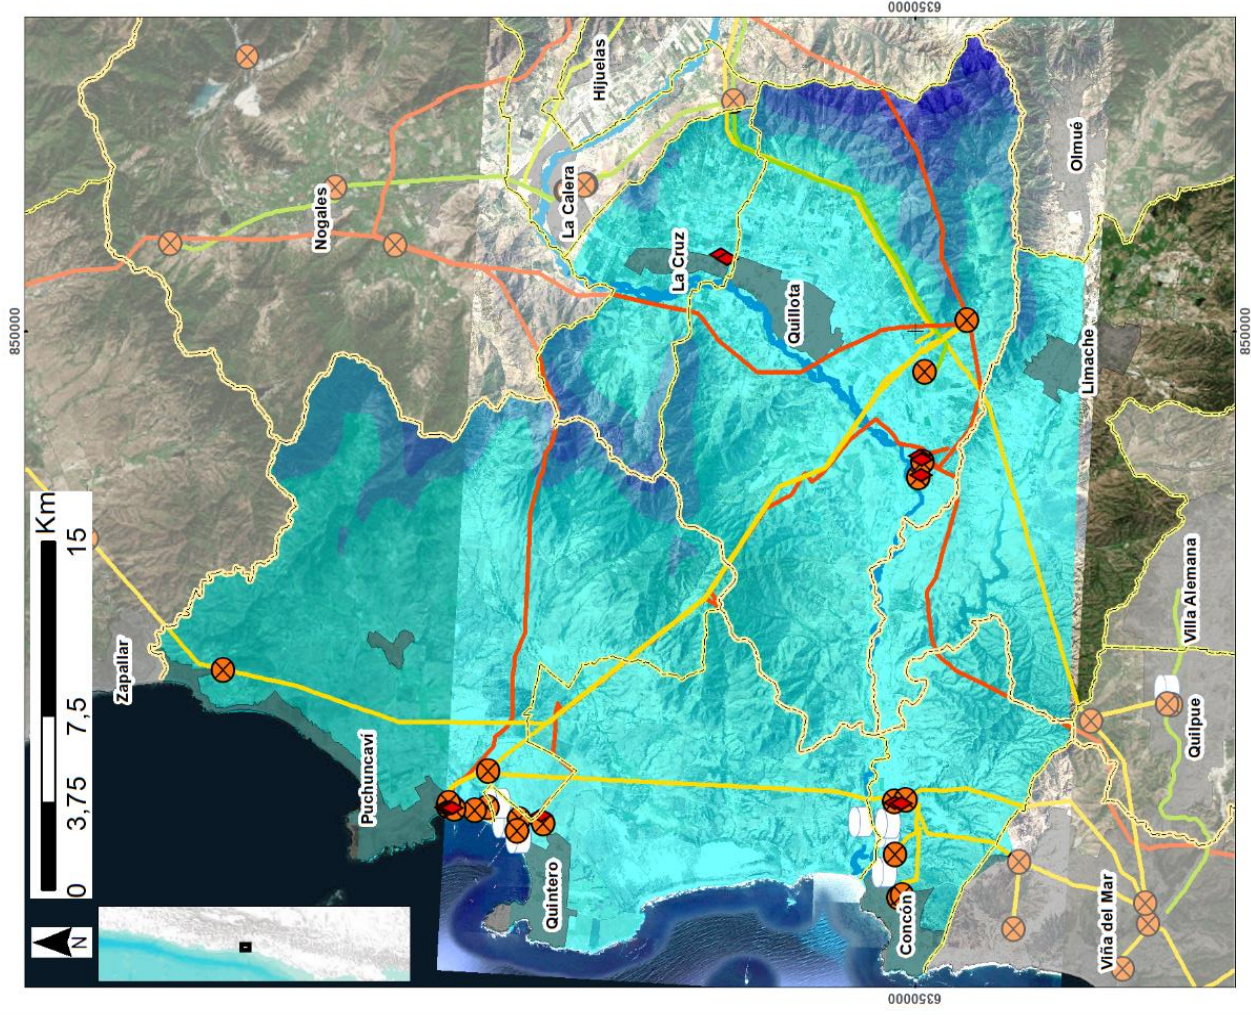 6350000
850000
Hijuelas
Nogales
La Calera
Olmué
La Cruz
Quillota
Limache
Km
0
3,75
7,5
15
Zapallar
Puchuncaví
Villa Alemana
Quilpue
N
Quintero
Concón
Viña del Mar
850000
6350000